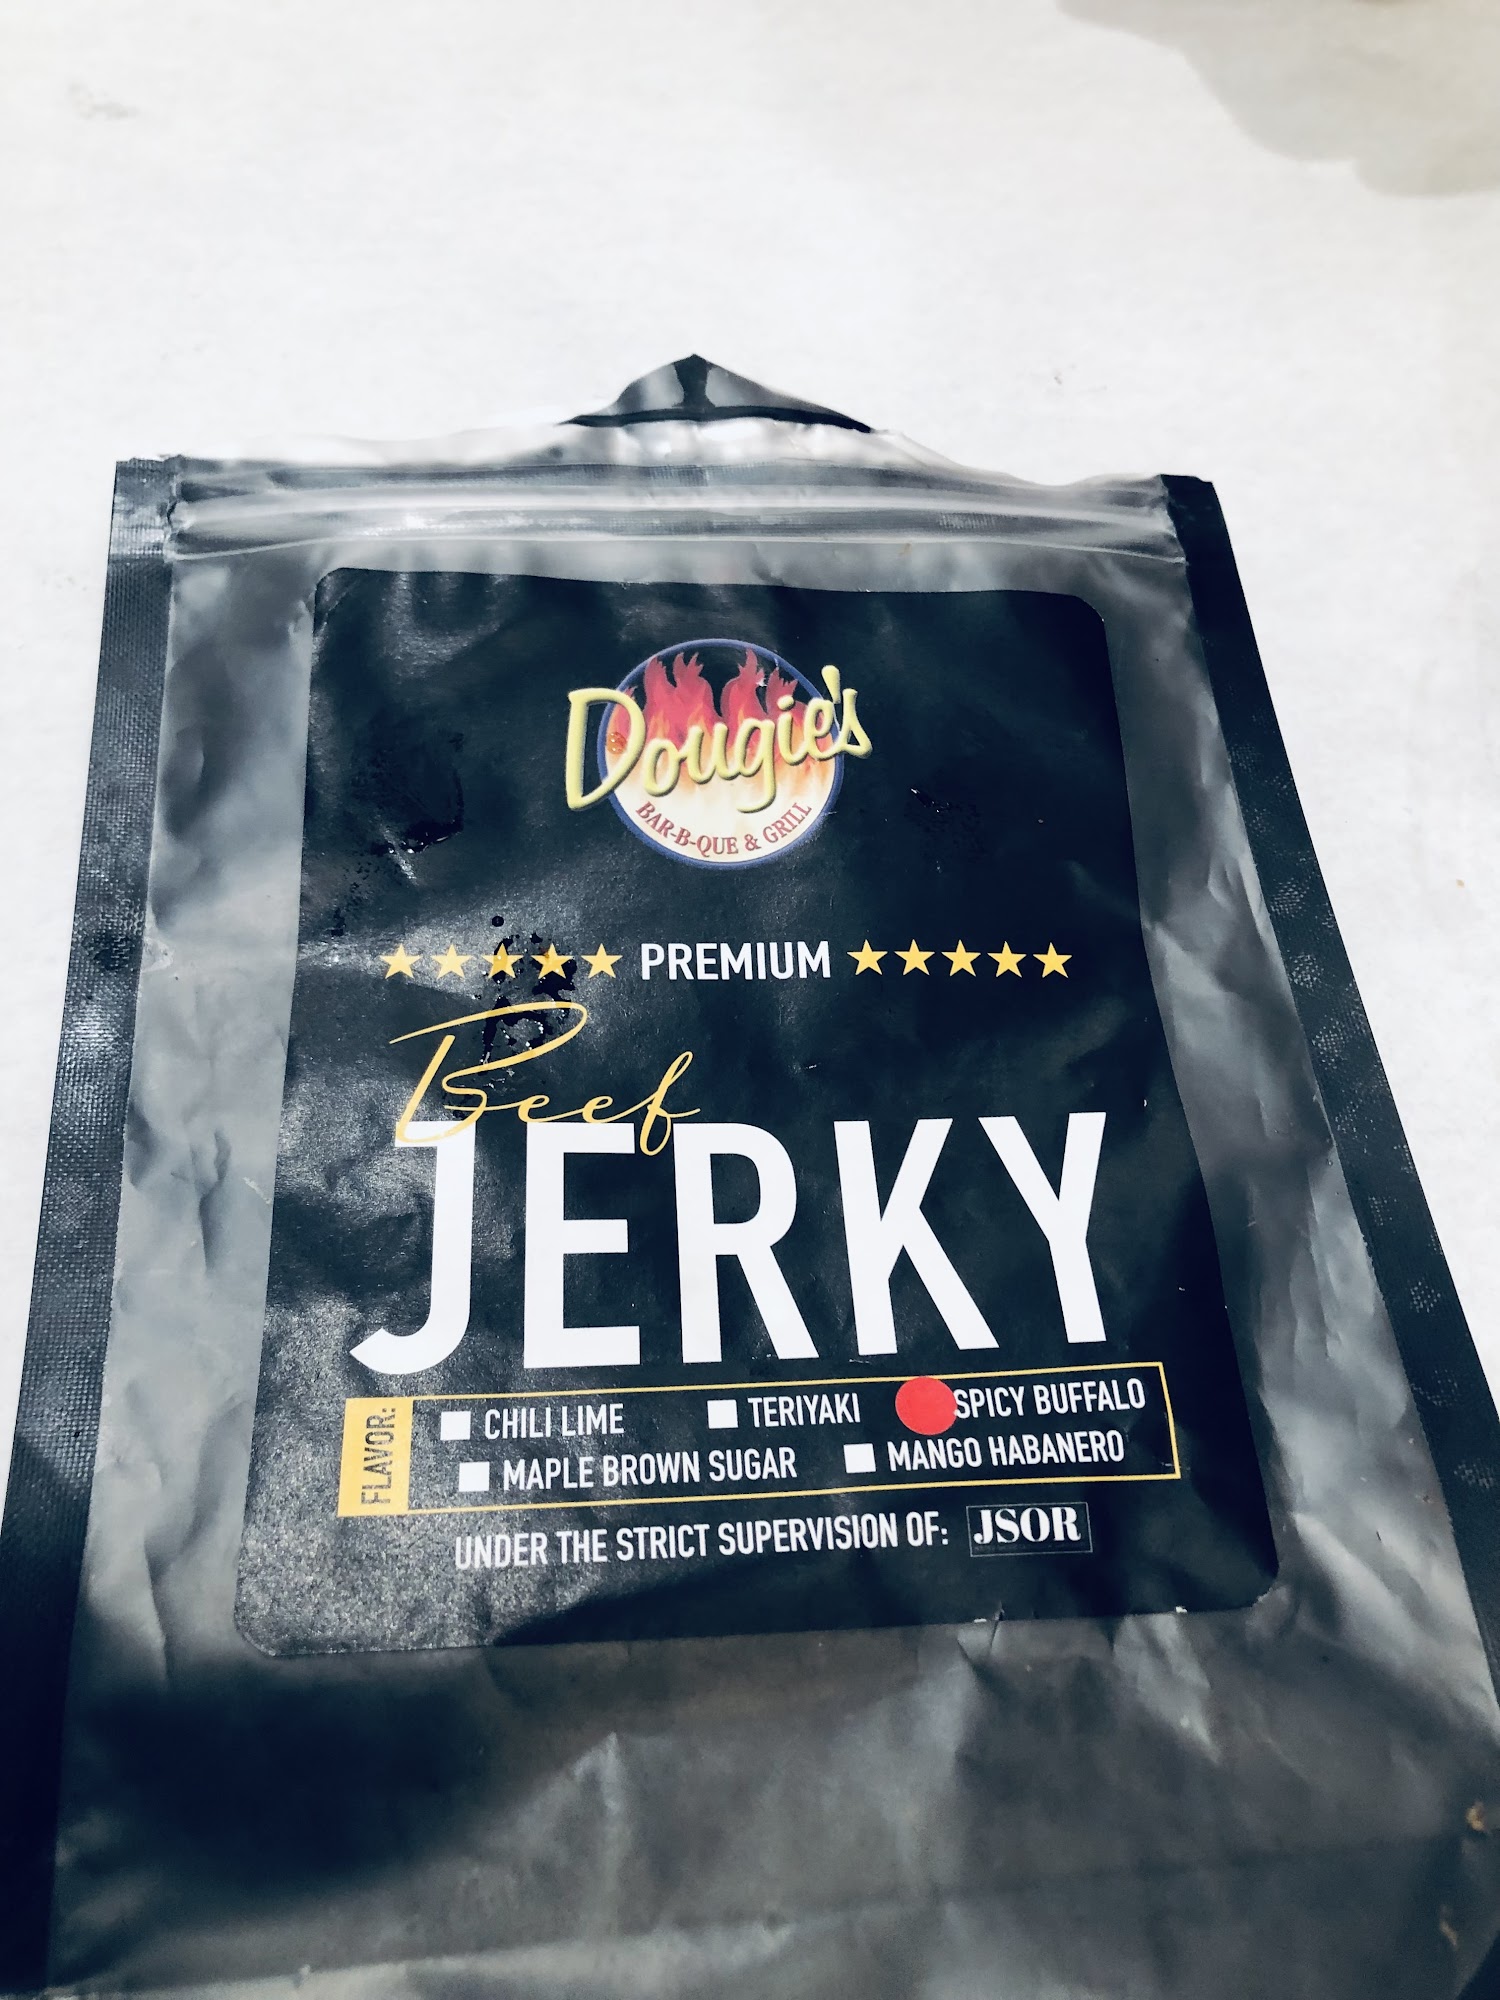 Dougie's
BAR-B-QUE & GRILL
PREMIUM
Beef
JERKY
FLAVOR:
CHILI LIME TERIYAKI SPICY BUFFALO
MAPLE BROWN SUGAR MANGO HABANERO
UNDER THE STRICT SUPERVISION OF: JSOR